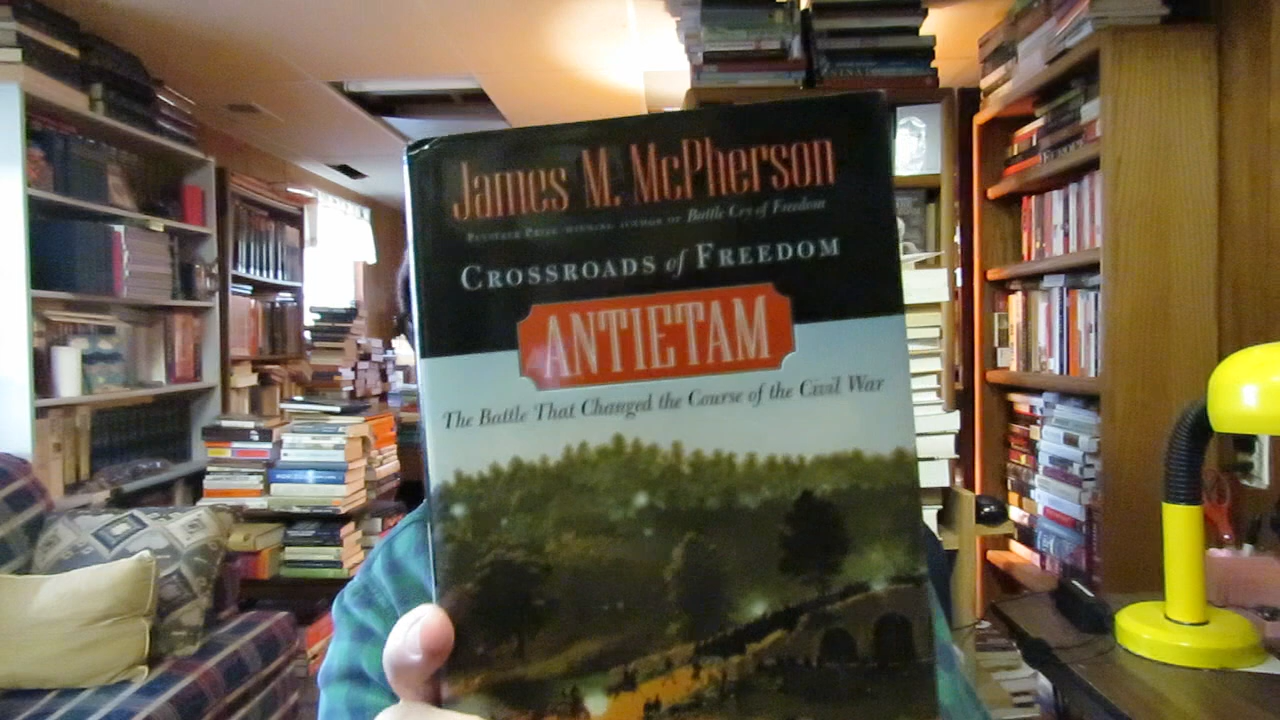 James M. McPherson
PULITZER PRIZE-WINNING AUTHOR OF Battle Cry of Freedom
CROSSROADS of FREEDOM
ANTIETAM
The Battle That Changed the Course of the Civil War